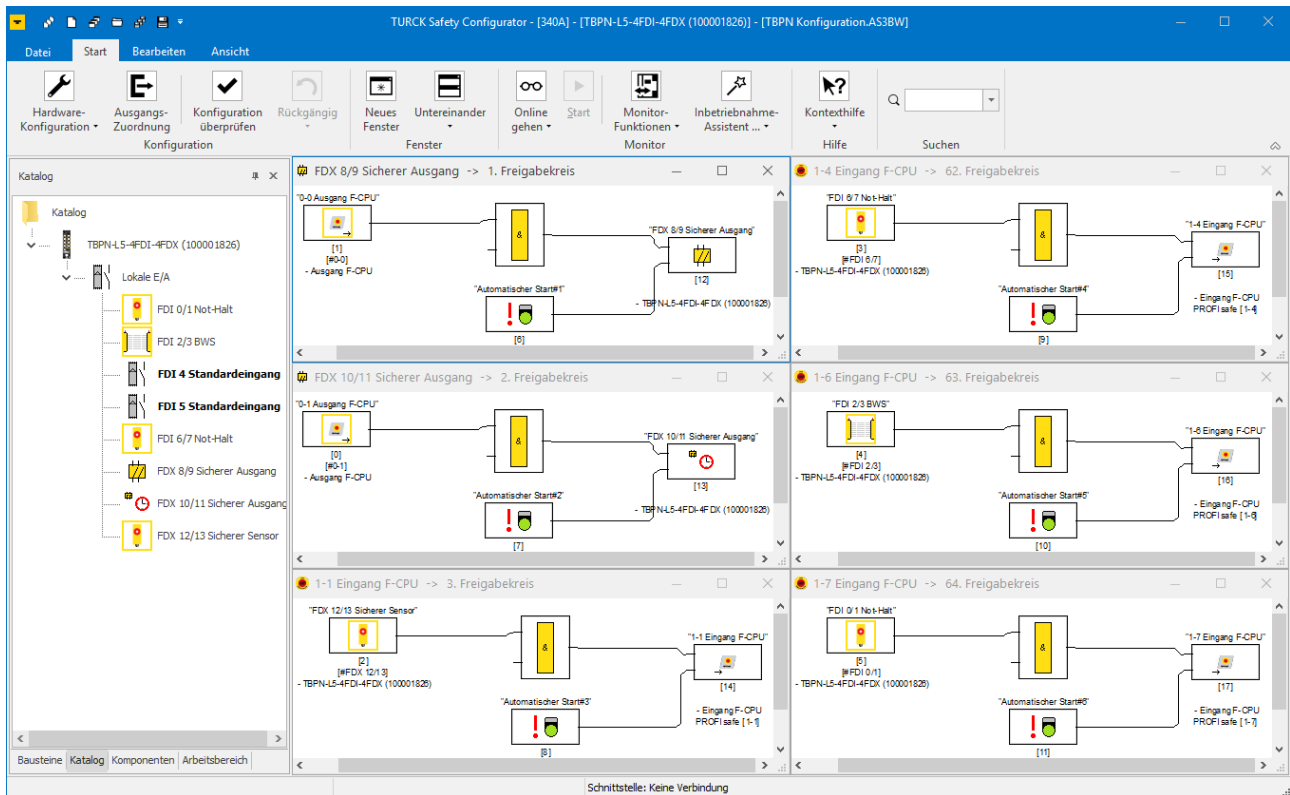 TURCK Safety Configurator - [340A] - [TBPN-L5-4FDI-4FDX (100001826)] - [TBPN Konfiguration.AS3BW]
Datei Start Bearbeiten Ansicht
Hardware-
Konfiguration
Ausgangs-
Zuordnung
Konfiguration
überprüfen
Rückgängig
Neues
Fenster
Untereinander
Online
gehen
Start
Monitor-
Funktionen
Inbetriebnahme-
Assistent ...
Kontexthilfe
Konfiguration Fenster Monitor Hilfe Suchen
Katalog
Katalog
TBPN-L5-4FDI-4FDX (100001826)
Lokale E/A
FDI 0/1 Not-Halt
FDI 2/3 BWS
FDI 4 Standardeingang
FDI 5 Standardeingang
FDI 6/7 Not-Halt
FDX 8/9 Sicherer Ausgang
FDX 10/11 Sicherer Ausgang
FDX 12/13 Sicherer Sensor
Bausteine Katalog Komponenten Arbeitsbereich
FDX 8/9 Sicherer Ausgang -> 1. Freigabekreis
"0-0 Ausgang F-CPU"
[1]
[#0-0]
- Ausgang F-CPU
&
"FDX 8/9 Sicherer Ausgang"
[12]
- TBPN-L5-4FDI-4FDX (100001826)
"Automatischer Start#1"
[6]
1-4 Eingang F-CPU -> 62. Freigabekreis
"FDI 6/7 Not-Halt"
[3]
[#FDI 6/7]
- TBPN-L5-4FDI-4FDX (100001826)
&
"1-4 Eingang F-CPU"
[15]
- Eingang F-CPU
PROFIsafe [1-4]
"Automatischer Start#4"
[9]
FDX 10/11 Sicherer Ausgang -> 2. Freigabekreis
"0-1 Ausgang F-CPU"
[0]
[#0-1]
- Ausgang F-CPU
&
"FDX 10/11 Sicherer Ausgang"
[13]
- TBPN-L5-4FDI-4FDX (100001826)
"Automatischer Start#2"
[7]
1-6 Eingang F-CPU -> 63. Freigabekreis
"FDI 2/3 BWS"
[4]
[#FDI 2/3]
- TBPN-L5-4FDI-4FDX (100001826)
&
"1-6 Eingang F-CPU"
[16]
- Eingang F-CPU
PROFIsafe [1-6]
"Automatischer Start#5"
[10]
1-1 Eingang F-CPU -> 3. Freigabekreis
"FDX 12/13 Sicherer Sensor"
[2]
[#FDX 12/13]
- TBPN-L5-4FDI-4FDX (100001826)
&
"1-1 Eingang F-CPU"
[14]
- Eingang F-CPU
PROFIsafe [1-1]
"Automatischer Start#3"
[8]
1-7 Eingang F-CPU -> 64. Freigabekreis
"FDI 0/1 Not-Halt"
[5]
[#FDI 0/1]
- TBPN-L5-4FDI-4FDX (100001826)
&
"1-7 Eingang F-CPU"
[17]
- Eingang F-CPU
PROFIsafe [1-7]
"Automatischer Start#6"
[11]
Schnittstelle: Keine Verbindung